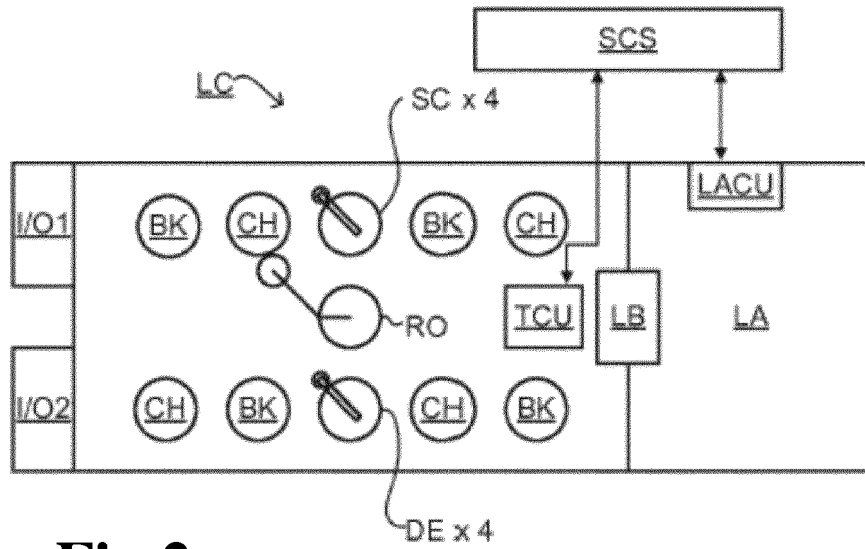 SCS
LC
SC x 4
LACU
I/O1
BK
CH
BK
CH
RO
TCU
LB
LA
I/O2
CH
BK
CH
BK
DE x 4